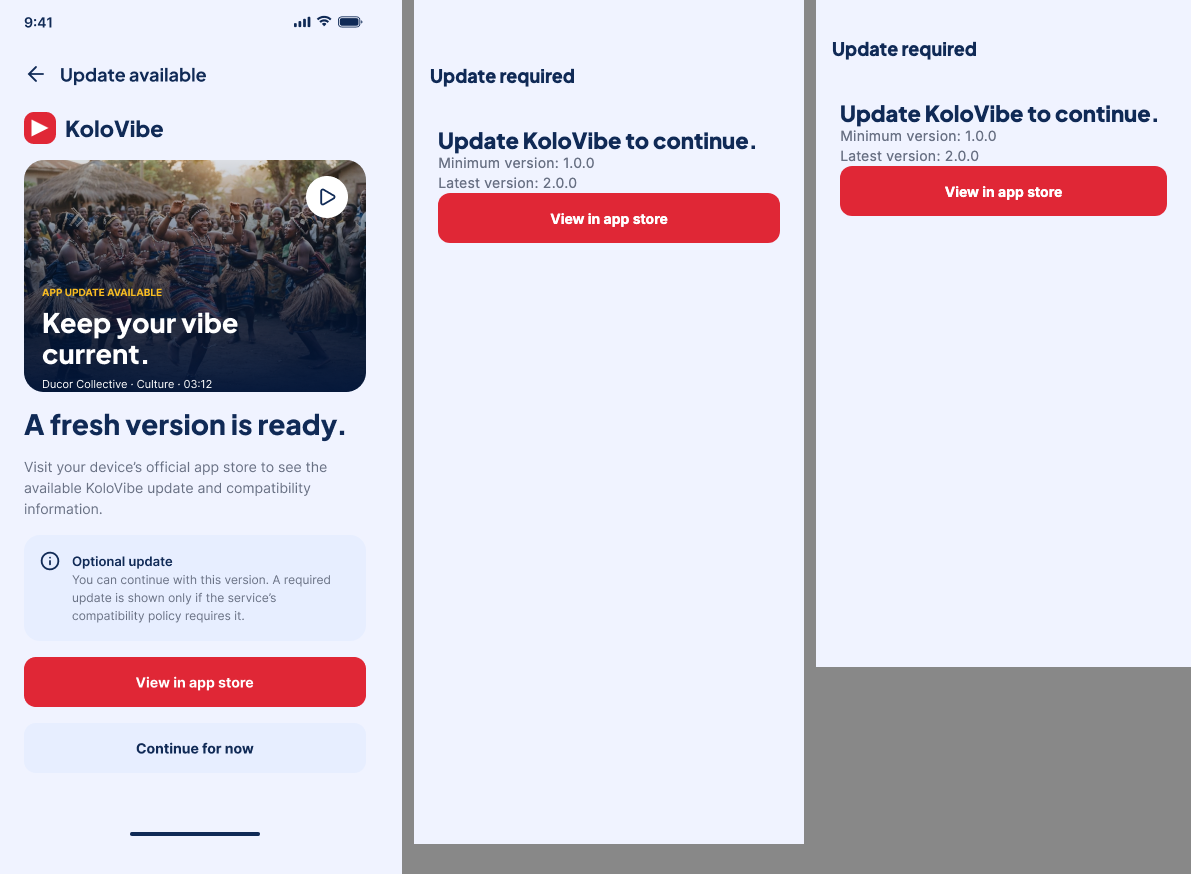 9:41
Update available
KoloVibe
APP UPDATE AVAILABLE
Keep your vibe
current.
Ducor Collective · Culture · 03:12
A fresh version is ready.
Visit your device’s official app store to see the
available KoloVibe update and compatibility
information.
Optional update
You can continue with this version. A required
update is shown only if the service’s
compatibility policy requires it.
View in app store
Continue for now
Update required
Update KoloVibe to continue.
Minimum version: 1.0.0
Latest version: 2.0.0
View in app store
Update required
Update KoloVibe to continue.
Minimum version: 1.0.0
Latest version: 2.0.0
View in app store